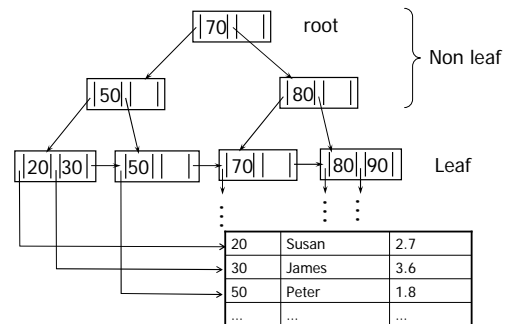 70 root
Non leaf
50 80
20 30 50 70 80 90 Leaf
20 Susan 2.7
30 James 3.6
50 Peter 1.8
... ... ...